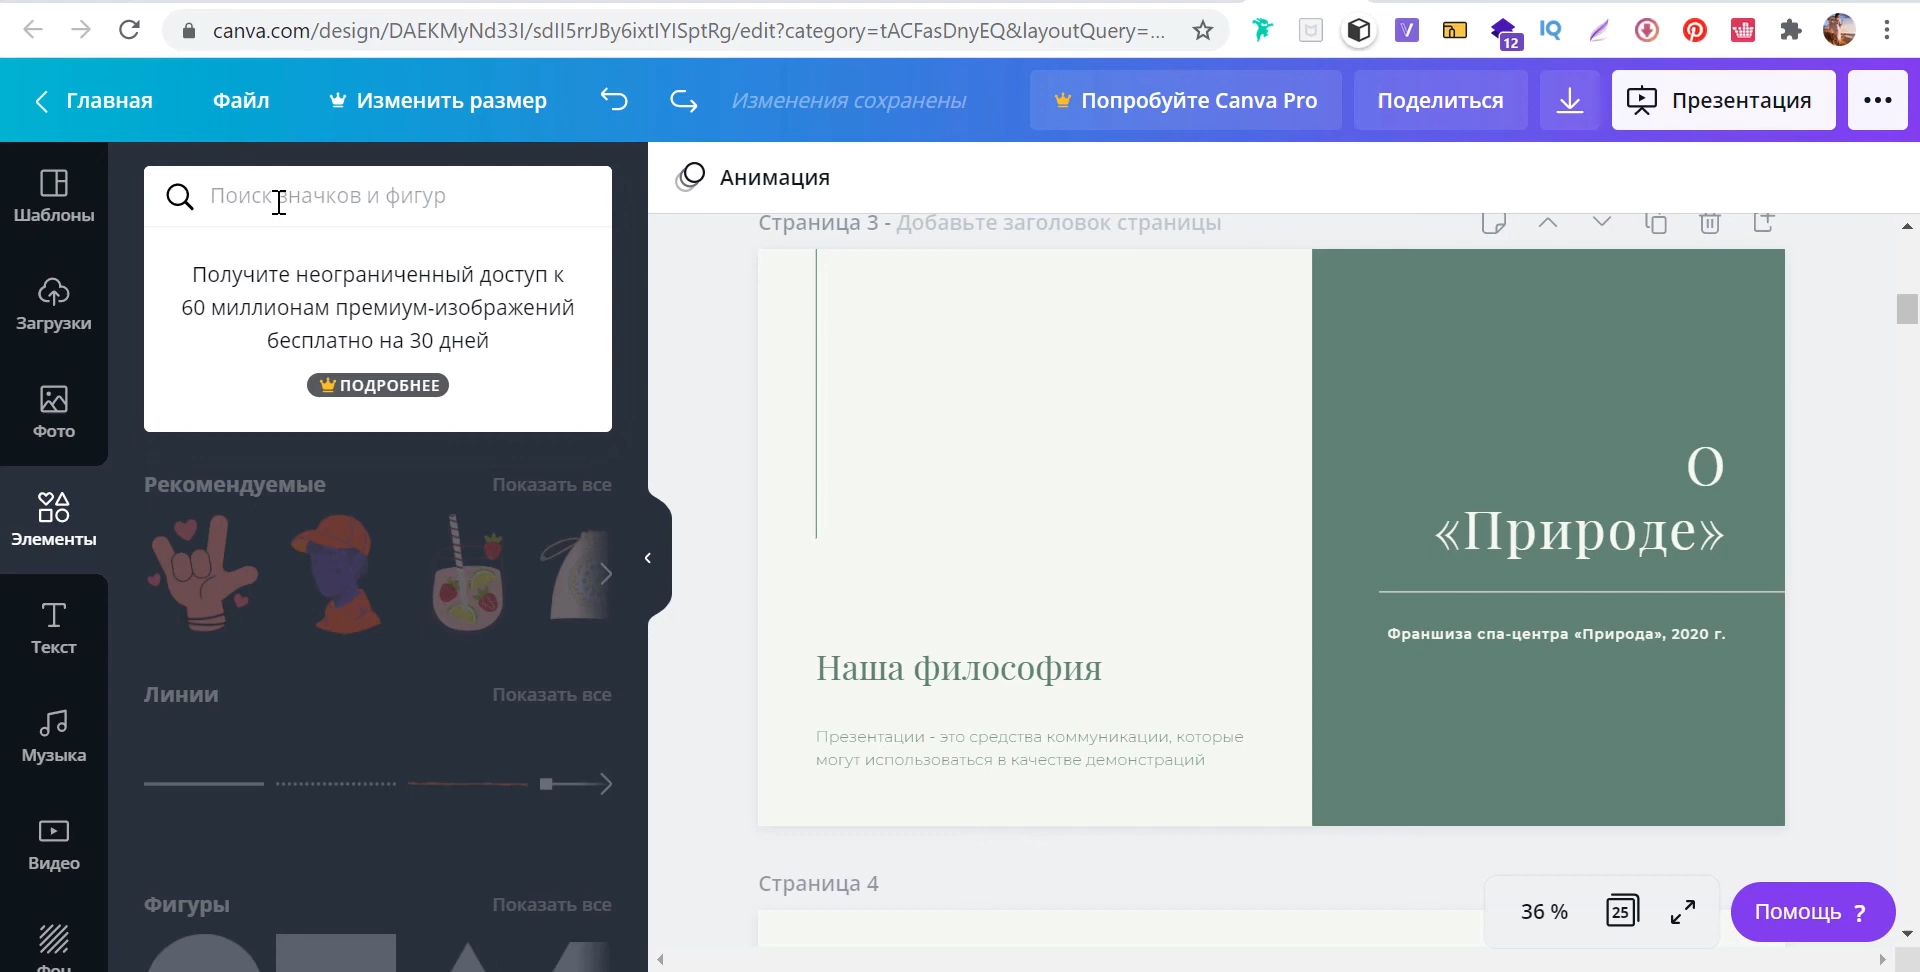 canva.com/design/DAEKMyNd33I/sdlI5rrJBy6ixtIYISptRg/edit?category=tACFasDnyEQ&layoutQuery=...
V
12
IQ
Главная
Файл
Изменить размер
Изменения сохранены
Попробуйте Canva Pro
Поделиться
Презентация
Шаблоны
Загрузки
Фото
Элементы
Текст
Музыка
Видео
Фон
Поиск значков и фигур
Получите неограниченный доступ к
60 миллионам премиум-изображений
бесплатно на 30 дней
ПОДРОБНЕЕ
Рекомендуемые
Показать все
Линии
Показать все
Фигуры
Показать все
Анимация
Страница 3 - Добавьте заголовок страницы
О
«Природе»
Франшиза спа-центра «Природа», 2020 г.
Наша философия
Презентации - это средства коммуникации, которые
могут использоваться в качестве демонстраций
Страница 4
36 %
25
Помощь ?